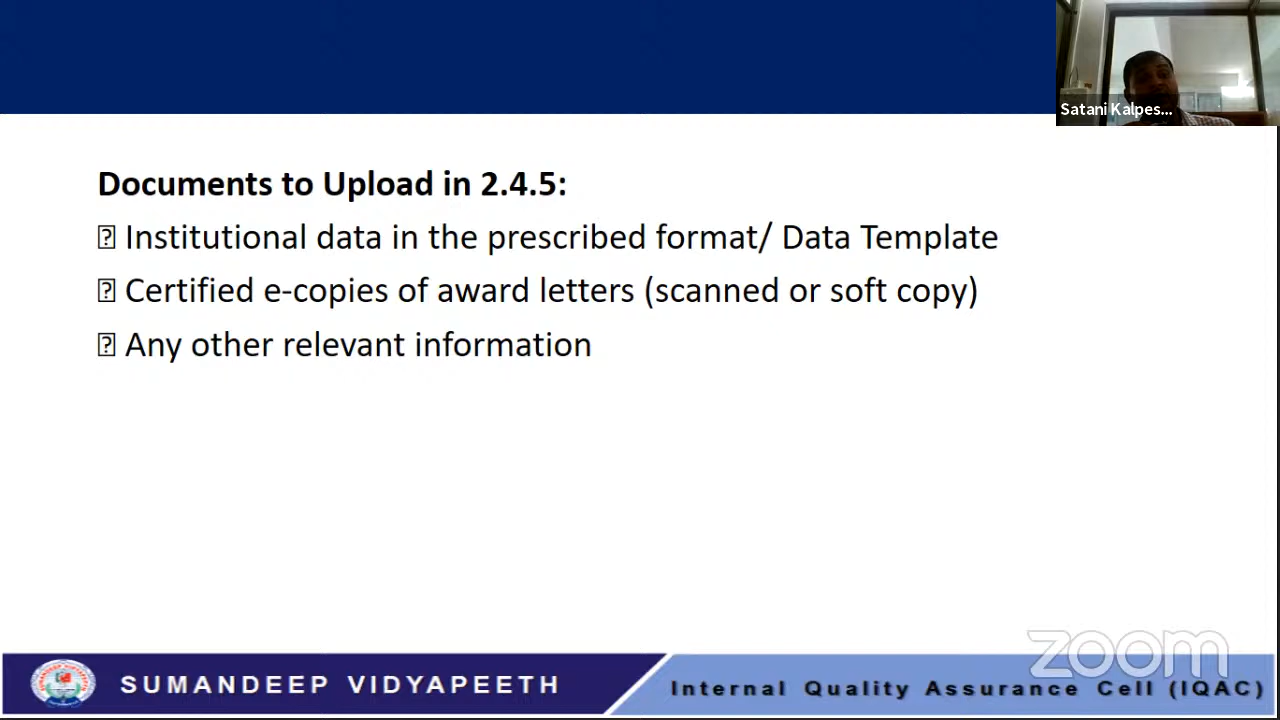 Satani Kalpes...
Documents to Upload in 2.4.5:
⍰ Institutional data in the prescribed format/ Data Template
⍰ Certified e-copies of award letters (scanned or soft copy)
⍰ Any other relevant information
zoom
SUMANDEEP VIDYAPEETH
Internal Quality Assurance Cell (IQAC)